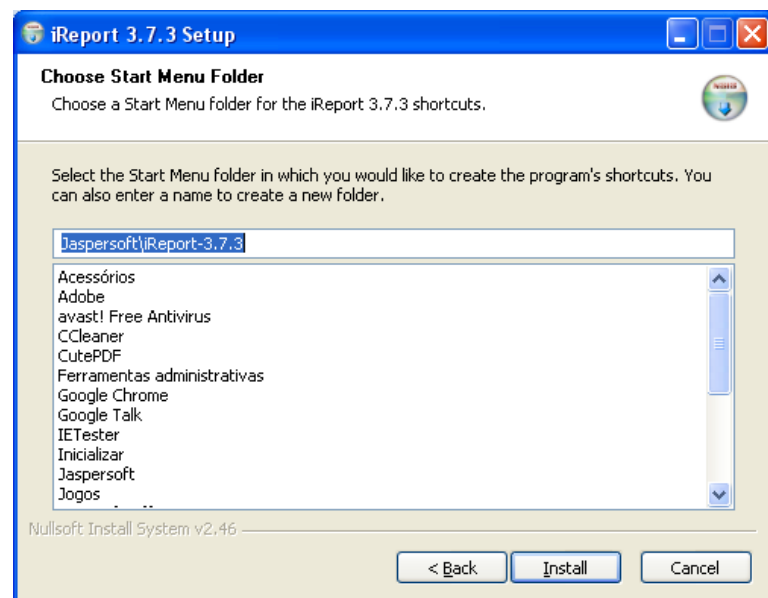 iReport 3.7.3 Setup
Choose Start Menu Folder
Choose a Start Menu folder for the iReport 3.7.3 shortcuts.
Select the Start Menu folder in which you would like to create the program's shortcuts. You
can also enter a name to create a new folder.
Jaspersoft\iReport-3.7.3
Acessórios
Adobe
avast! Free Antivirus
CCleaner
CutePDF
Ferramentas administrativas
Google Chrome
Google Talk
IETester
Inicializar
Jaspersoft
Jogos
Nullsoft Install System v2.46
< Back
Install
Cancel